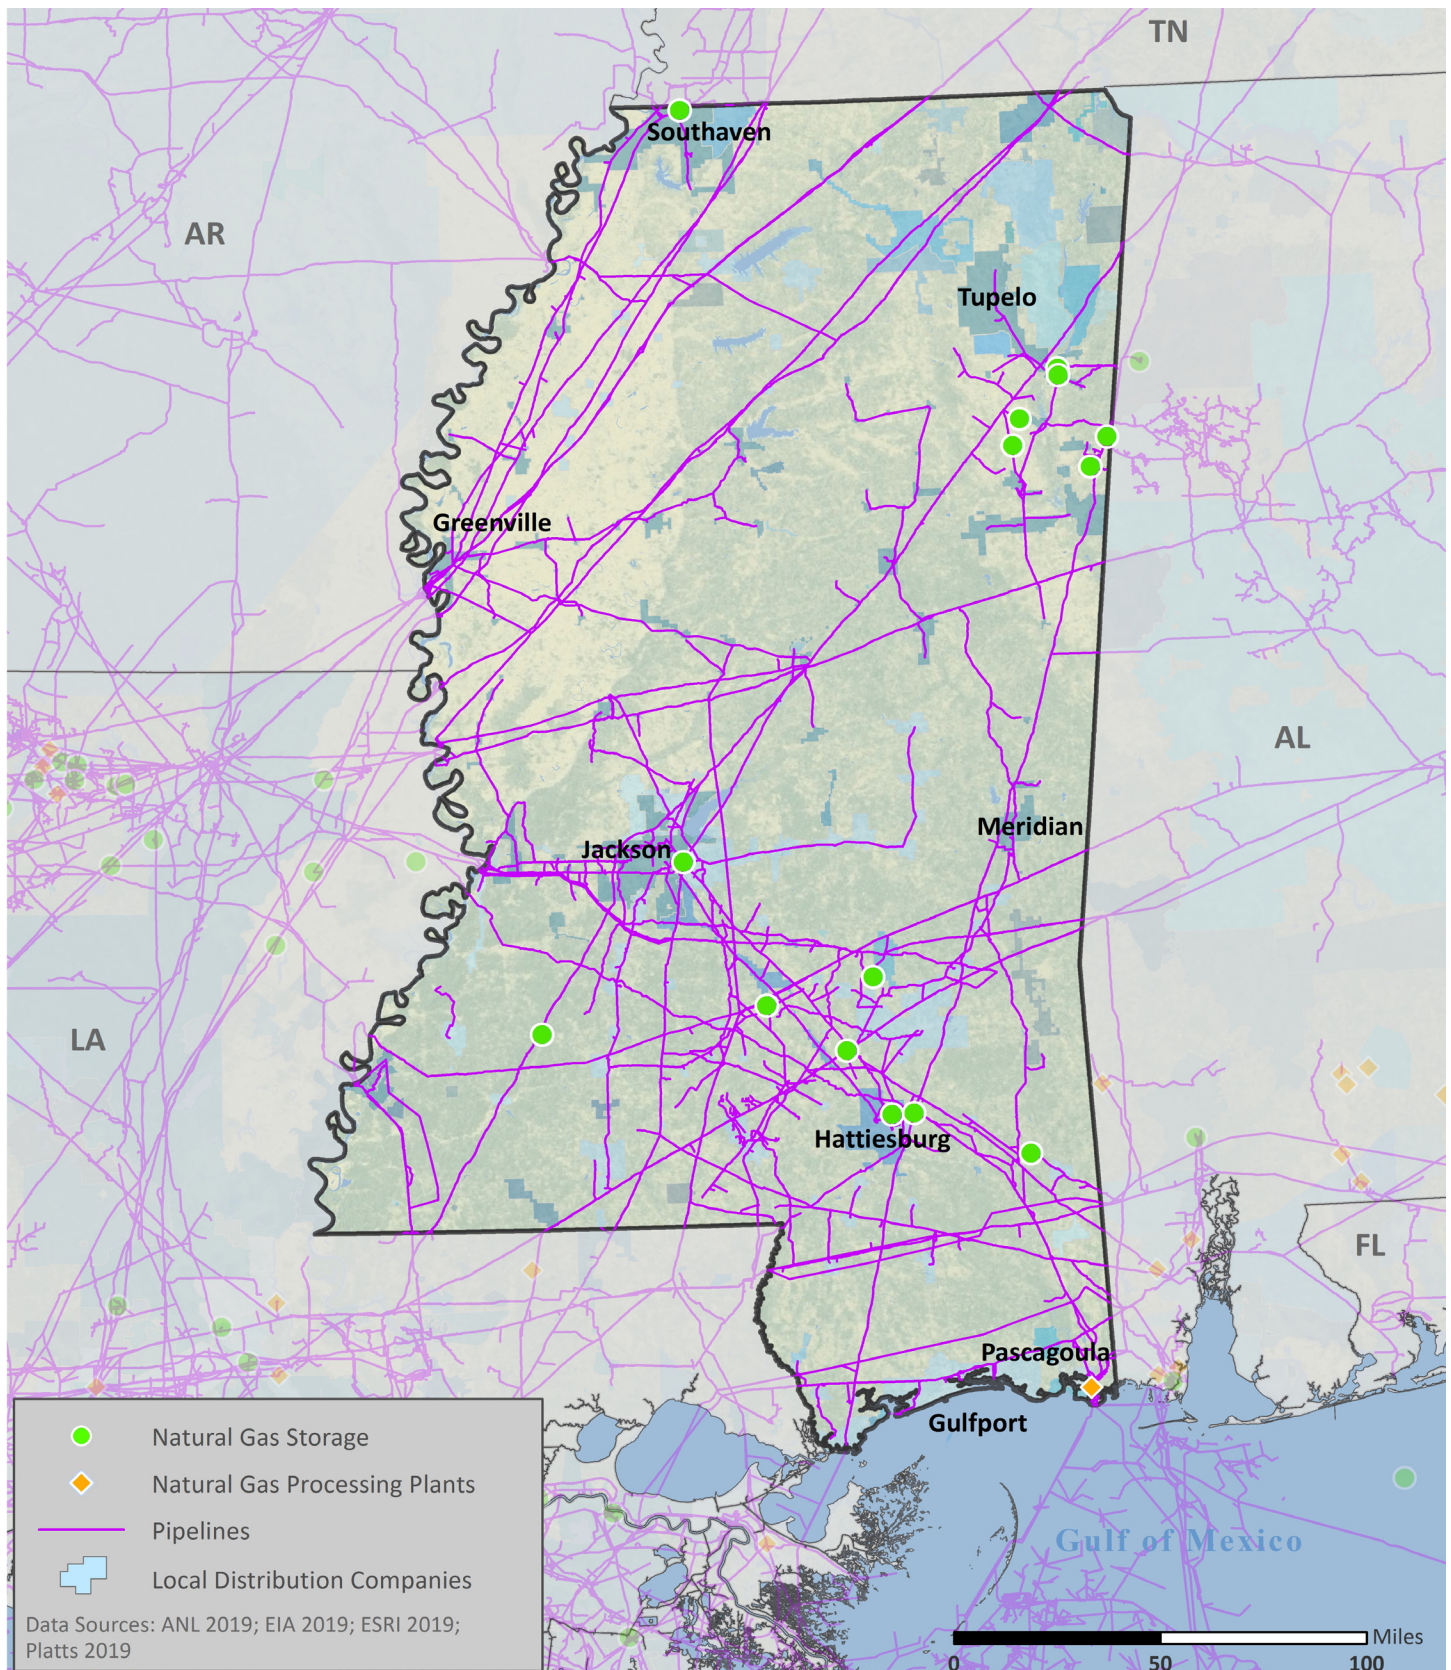 TN
Southaven
AR
Tupelo
Greenville
AL
Meridian
Jackson
LA
Hattiesburg
FL
Pascagoula
Gulfport
Natural Gas Storage
Natural Gas Processing Plants
Pipelines
Local Distribution Companies
Data Sources: ANL 2019; EIA 2019; ESRI 2019;
Platts 2019
Gulf of Mexico
Miles
0 50 100